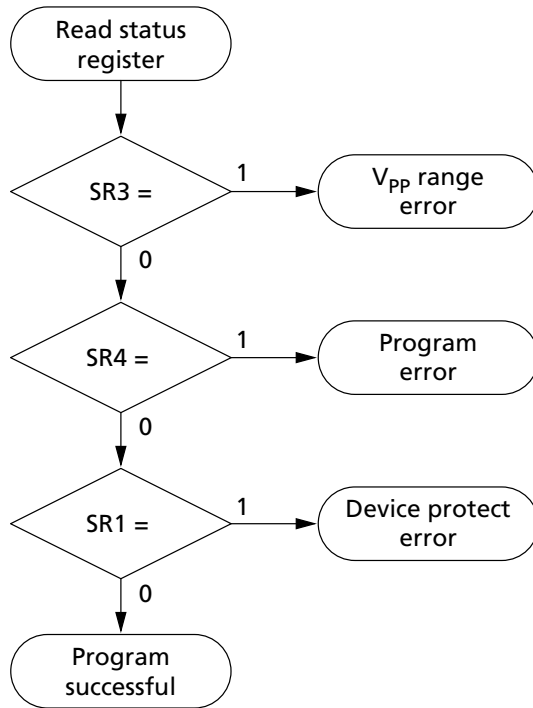 Read status
register
SR3 =
1
V_PP range
error
0
SR4 =
1
Program
error
0
SR1 =
1
Device protect
error
0
Program
successful